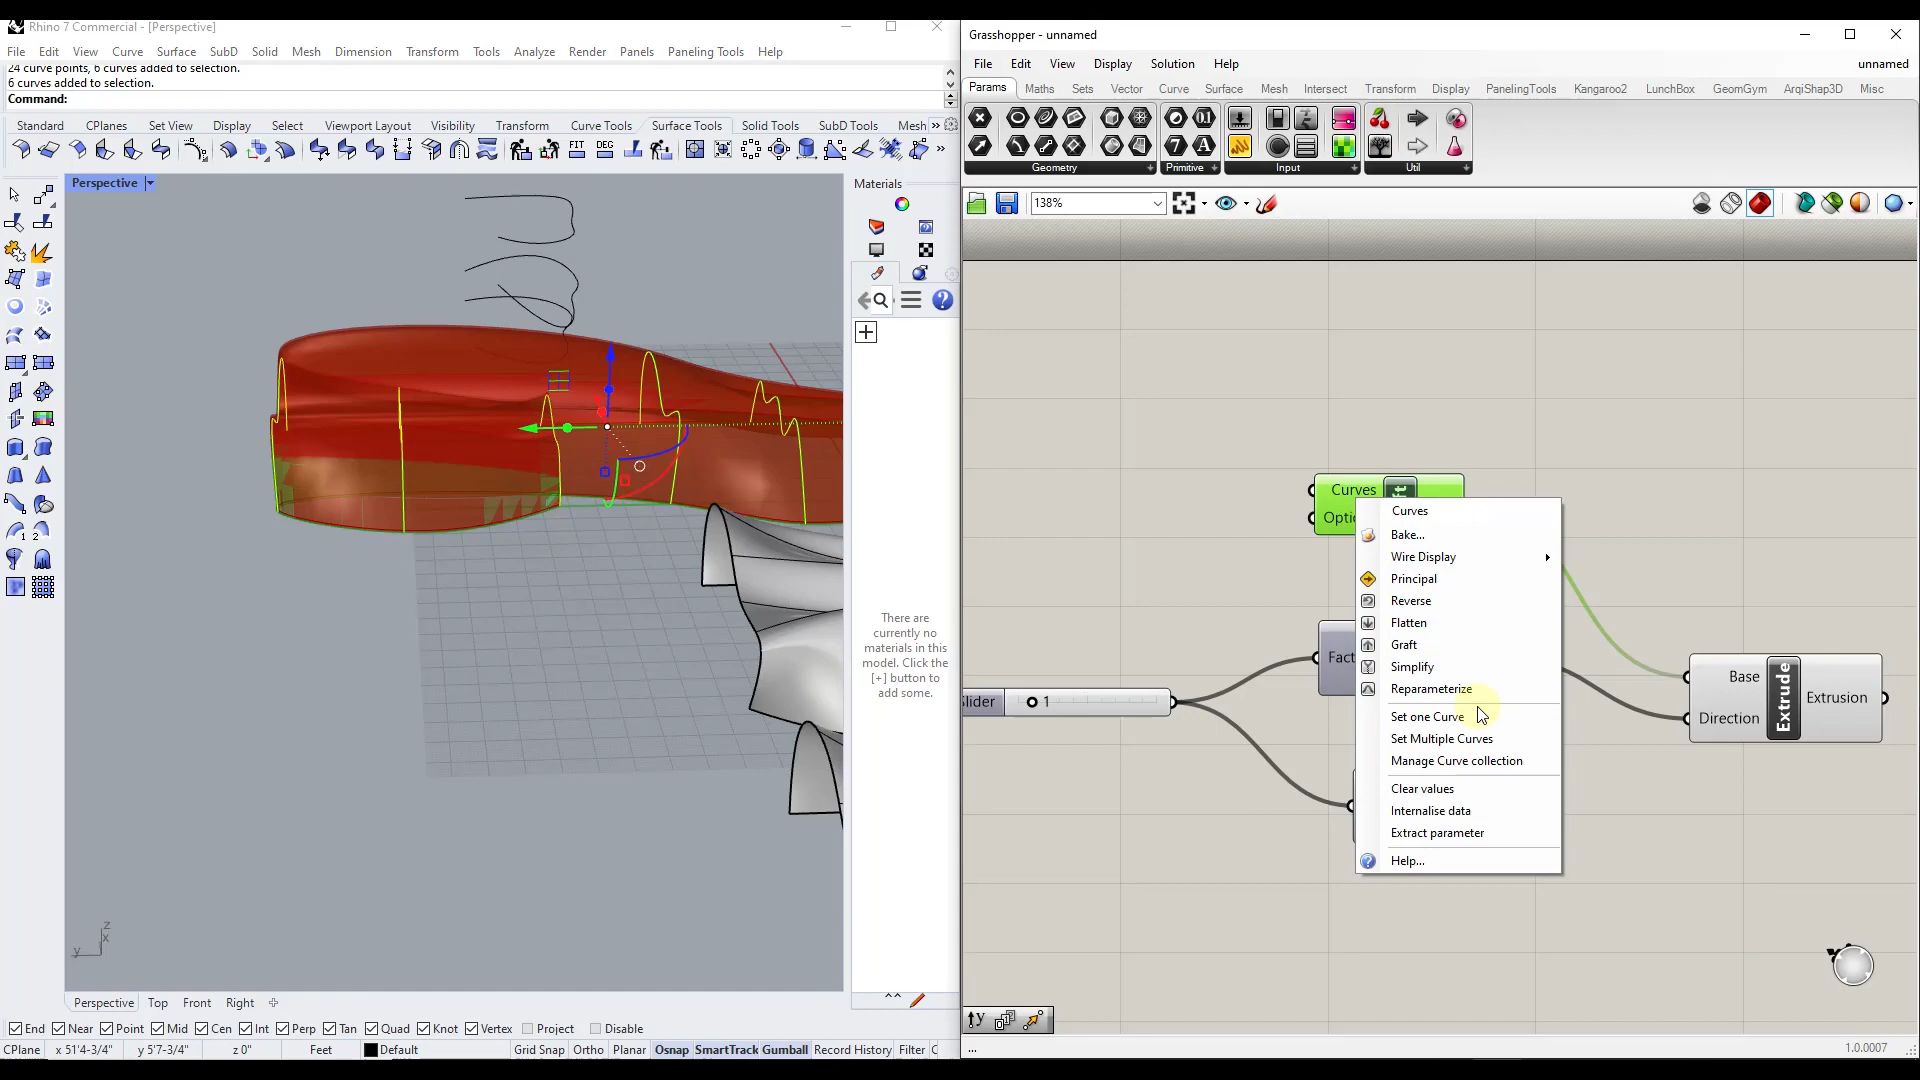 Rhino 7 Commercial - [Perspective]
File Edit View Curve Surface SubD Solid Mesh Dimension Transform Tools Analyze Render Panels Paneling Tools Help
24 curve points, 6 curves added to selection.
6 curves added to selection.
Command:
Standard CPlanes Set View Display Select Viewport Layout Visibility Transform Curve Tools Surface Tools Solid Tools SubD Tools Mesh
FIT DEG
Perspective
Materials
There are
currently no
materials in this
model. Click the
[+] button to
add some.
z
x
y
Perspective Top Front Right
End Near Point Mid Cen Int Perp Tan Quad Knot Vertex Project Disable
CPlane x 51'4-3/4" y 5'7-3/4" z 0" Feet Default Grid Snap Ortho Planar Osnap SmartTrack Gumball Record History Filter C
Grasshopper - unnamed
File Edit View Display Solution Help unnamed
Params Maths Sets Vector Curve Surface Mesh Intersect Transform Display PanelingTools Kangaroo2 LunchBox GeomGym ArqiShap3D Misc
Geometry Primitive Input Util
138%
Curves
Optio
Curves
Bake...
Wire Display
Principal
Reverse
Flatten
Graft
Simplify
Reparameterize
Set one Curve
Set Multiple Curves
Manage Curve collection
Clear values
Internalise data
Extract parameter
Help...
Fact
Slider 1
Base
Direction
Extrude
Extrusion
...
1.0.0007